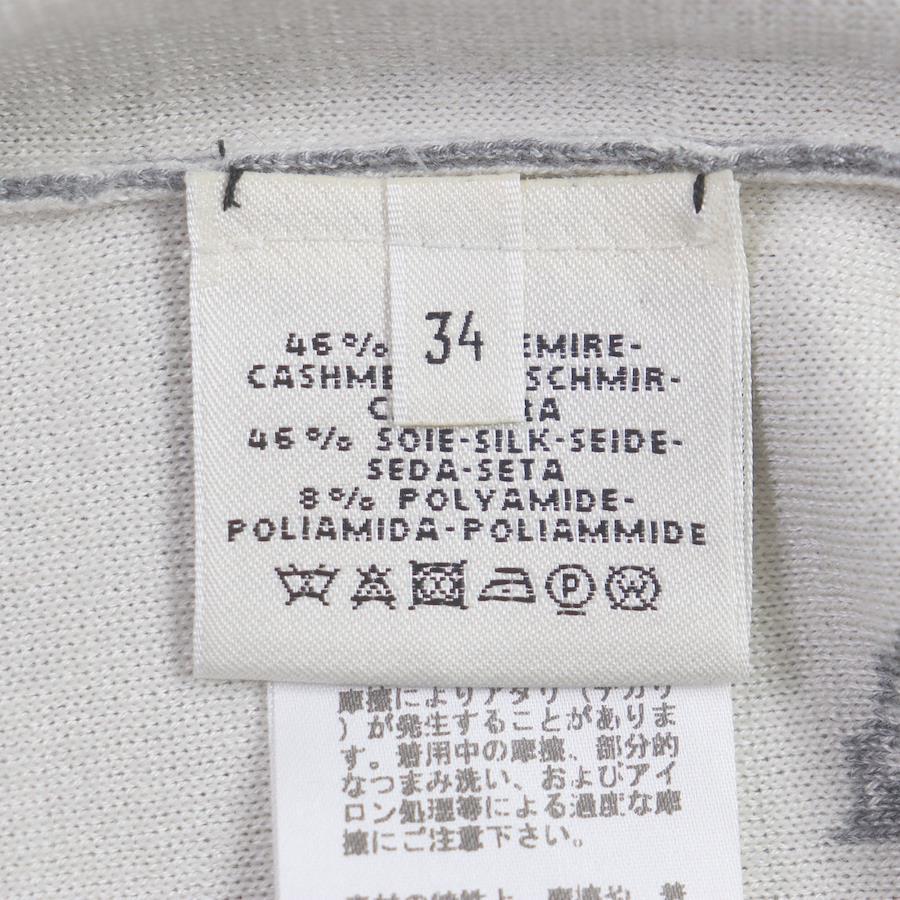 34
46%
EMIRE-
CASHME SCHMIR-
C RA
46% SOIE-SILK-SEIDE-
SEDA-SETA
8% POLYAMIDE-
POLIAMIDA-POLIAMMIDE
P W
摩擦によりアタリ(テカリ
)が発生することがありま
す。着用中の摩擦、部分的
なつまみ洗い、およびアイ
ロン処理等による過度な摩
擦にご注意下さい。